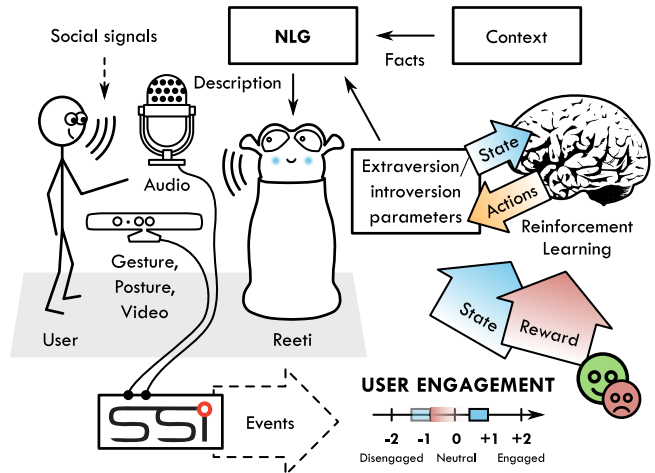 Social signals
NLG
Context
Facts
Description
Audio
Extraversion/
introversion
parameters
State
Actions
Reinforcement
Learning
Gesture,
Posture,
Video
User
Reeti
State
Reward
SSI
Events
USER ENGAGEMENT
-2 -1 0 +1 +2
Disengaged Neutral Engaged